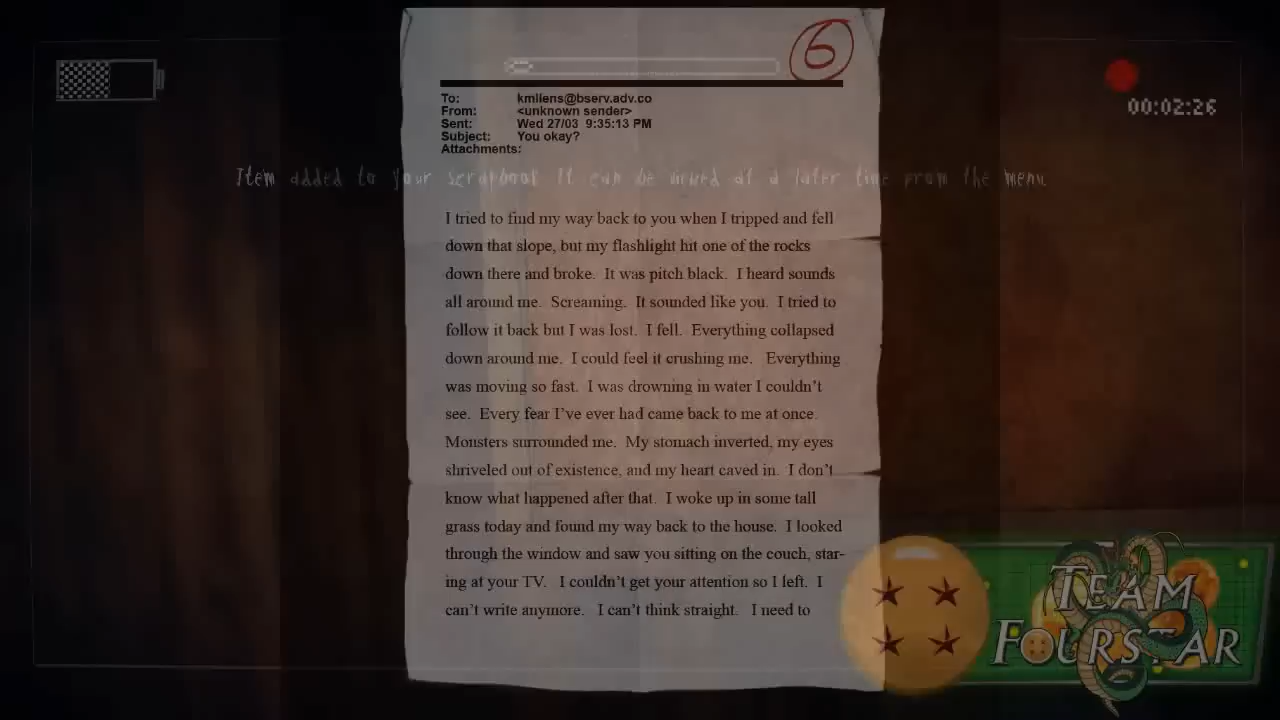 6
00:02:26
To: kmllens@bserv.adv.co
From: <unknown sender>
Sent: Wed 27/03 9:35:13 PM
Subject: You okay?
Attachments:
Item added to your scrapbook. It can be viewed at a later time from the menu
I tried to find my way back to you when I tripped and fell
down that slope, but my flashlight hit one of the rocks
down there and broke. It was pitch black. I heard sounds
all around me. Screaming. It sounded like you. I tried to
follow it back but I was lost. I fell. Everything collapsed
down around me. I could feel it crushing me. Everything
was moving so fast. I was drowning in water I couldn't
see. Every fear I've ever had came back to me at once.
Monsters surrounded me. My stomach inverted, my eyes
shriveled out of existence, and my heart caved in. I don't
know what happened after that. I woke up in some tall
grass today and found my way back to the house. I looked
through the window and saw you sitting on the couch, star-
ing at your TV. I couldn't get your attention so I left. I
can't write anymore. I can't think straight. I need to
TEAM
FOURSTAR